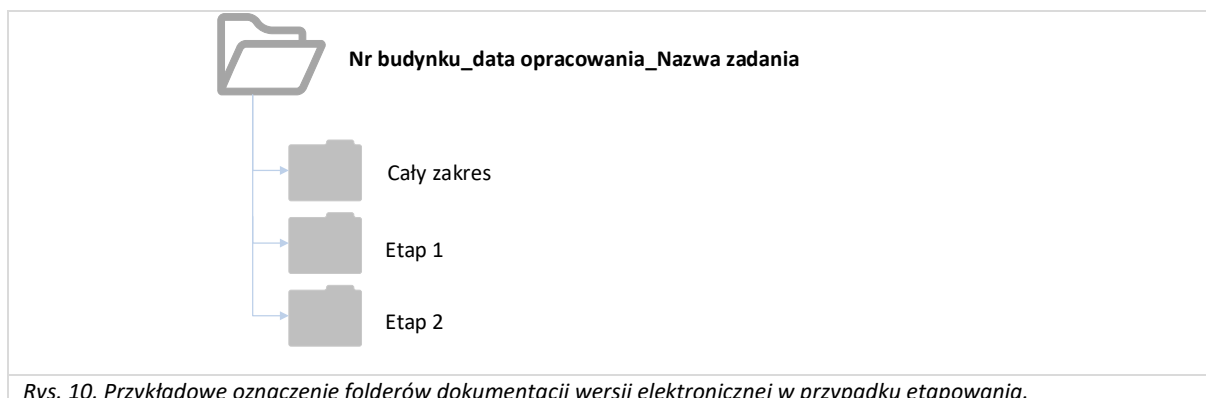 Nr budynku_data opracowania_Nazwa zadania
Cały zakres
Etap 1
Etap 2
Rys. 10. Przykładowe oznaczenie folderów dokumentacji wersji elektronicznej w przypadku etapowania.